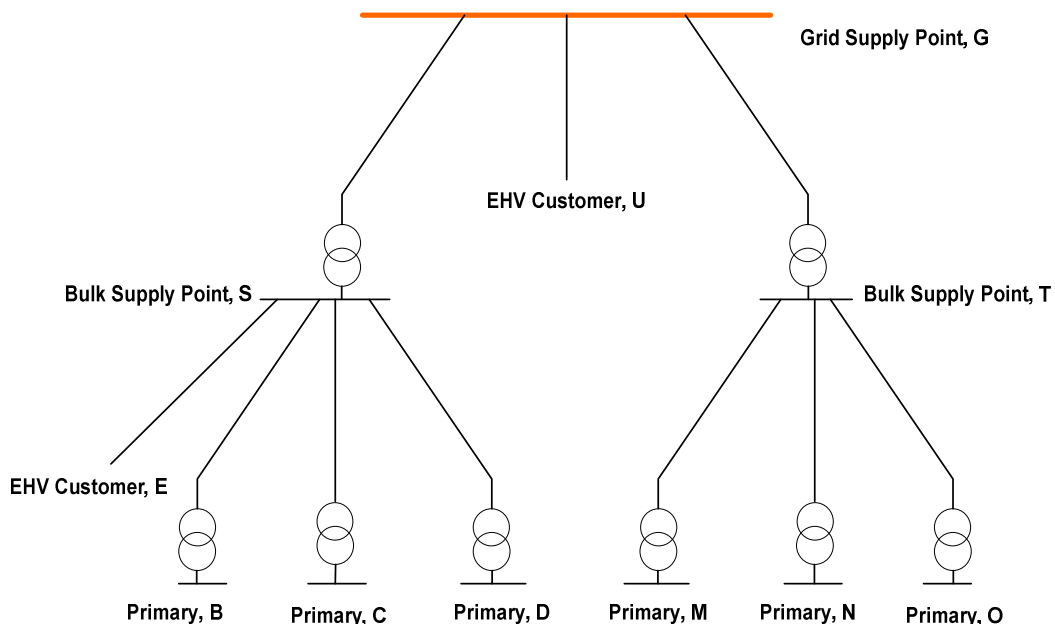 Grid Supply Point, G
EHV Customer, U
Bulk Supply Point, S
Bulk Supply Point, T
EHV Customer, E
Primary, B
Primary, C
Primary, D
Primary, M
Primary, N
Primary, O